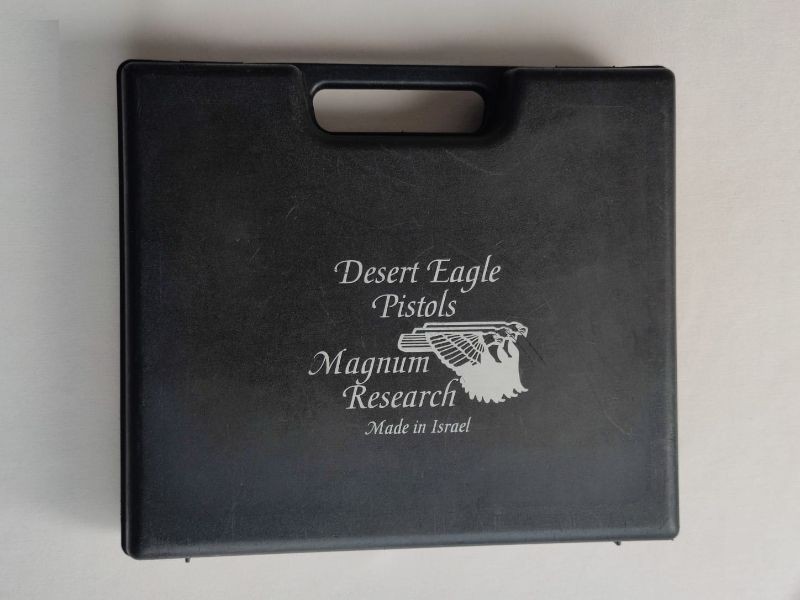 Desert Eagle
Pistols
Magnum
Research
Made in Israel